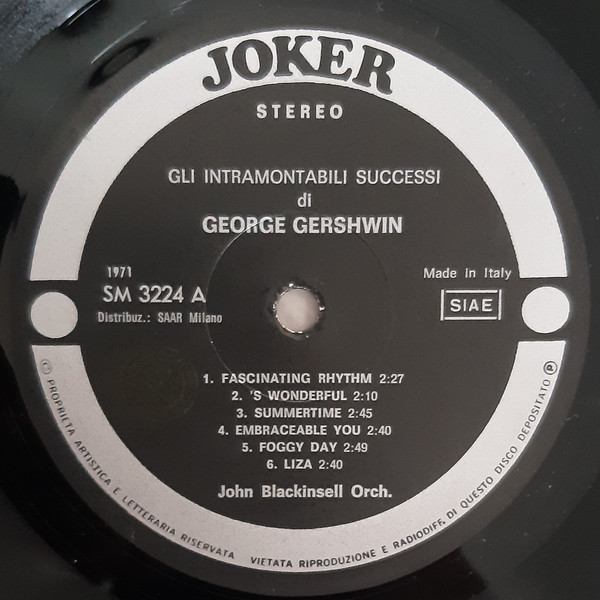 JOKER
STEREO
GLI INTRAMONTABILI SUCCESSI
di
GEORGE GERSHWIN
1971
SM 3224 A
Distribuz.: SAAR Milano
Made in Italy
SIAE
1. FASCINATING RHYTHM 2:27
2. 'S WONDERFUL 2:10
3. SUMMERTIME 2:45
4. EMBRACEABLE YOU 2:40
5. FOGGY DAY 2:49
6. LIZA 2:40
John Blackinsell Orch.
© PROPRIETA ARTISTICA E LETTERARIA RISERVATA VIETATA RIPRODUZIONE E RADIODIFF. DI QUESTO DISCO DEPOSITATO ℗